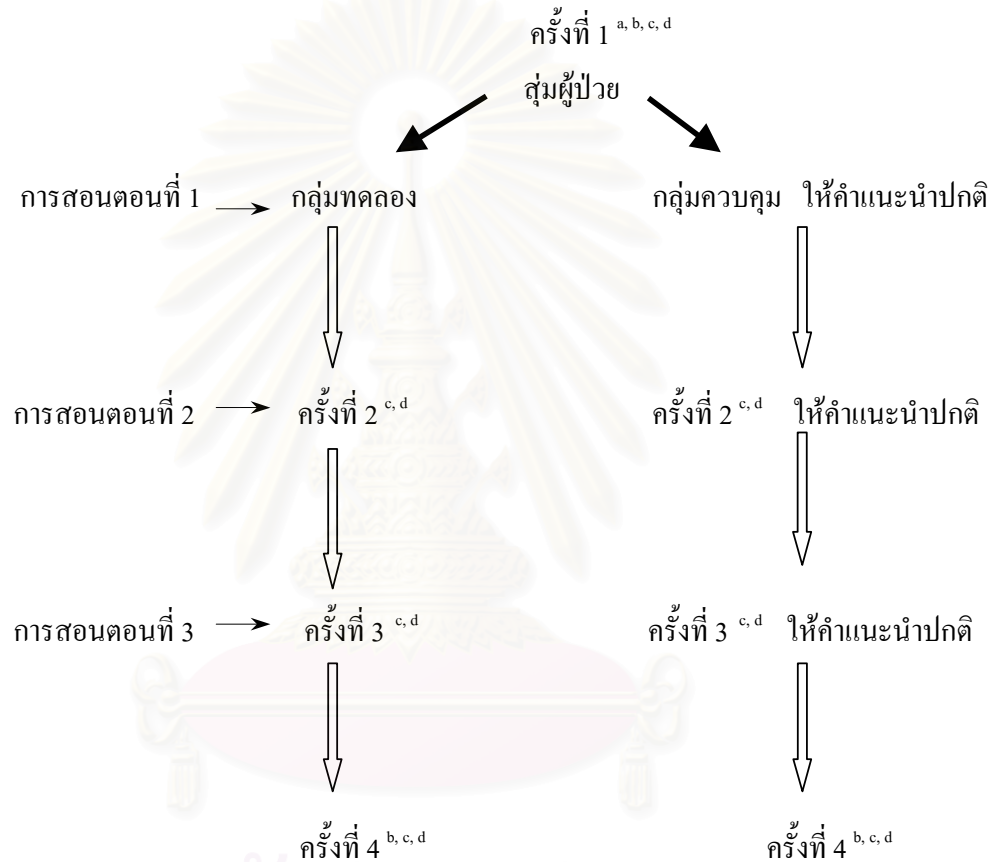 ครั้งที่ 1 a, b, c, d
สุ่มผู้ป่วย
การสอนตอนที่ 1 กลุ่มทดลอง กลุ่มควบคุม ให้คำแนะนำปกติ
การสอนตอนที่ 2 ครั้งที่ 2 c, d ครั้งที่ 2 c, d ให้คำแนะนำปกติ
การสอนตอนที่ 3 ครั้งที่ 3 c, d ครั้งที่ 3 c, d ให้คำแนะนำปกติ
ครั้งที่ 4 b, c, d ครั้งที่ 4 b, c, d